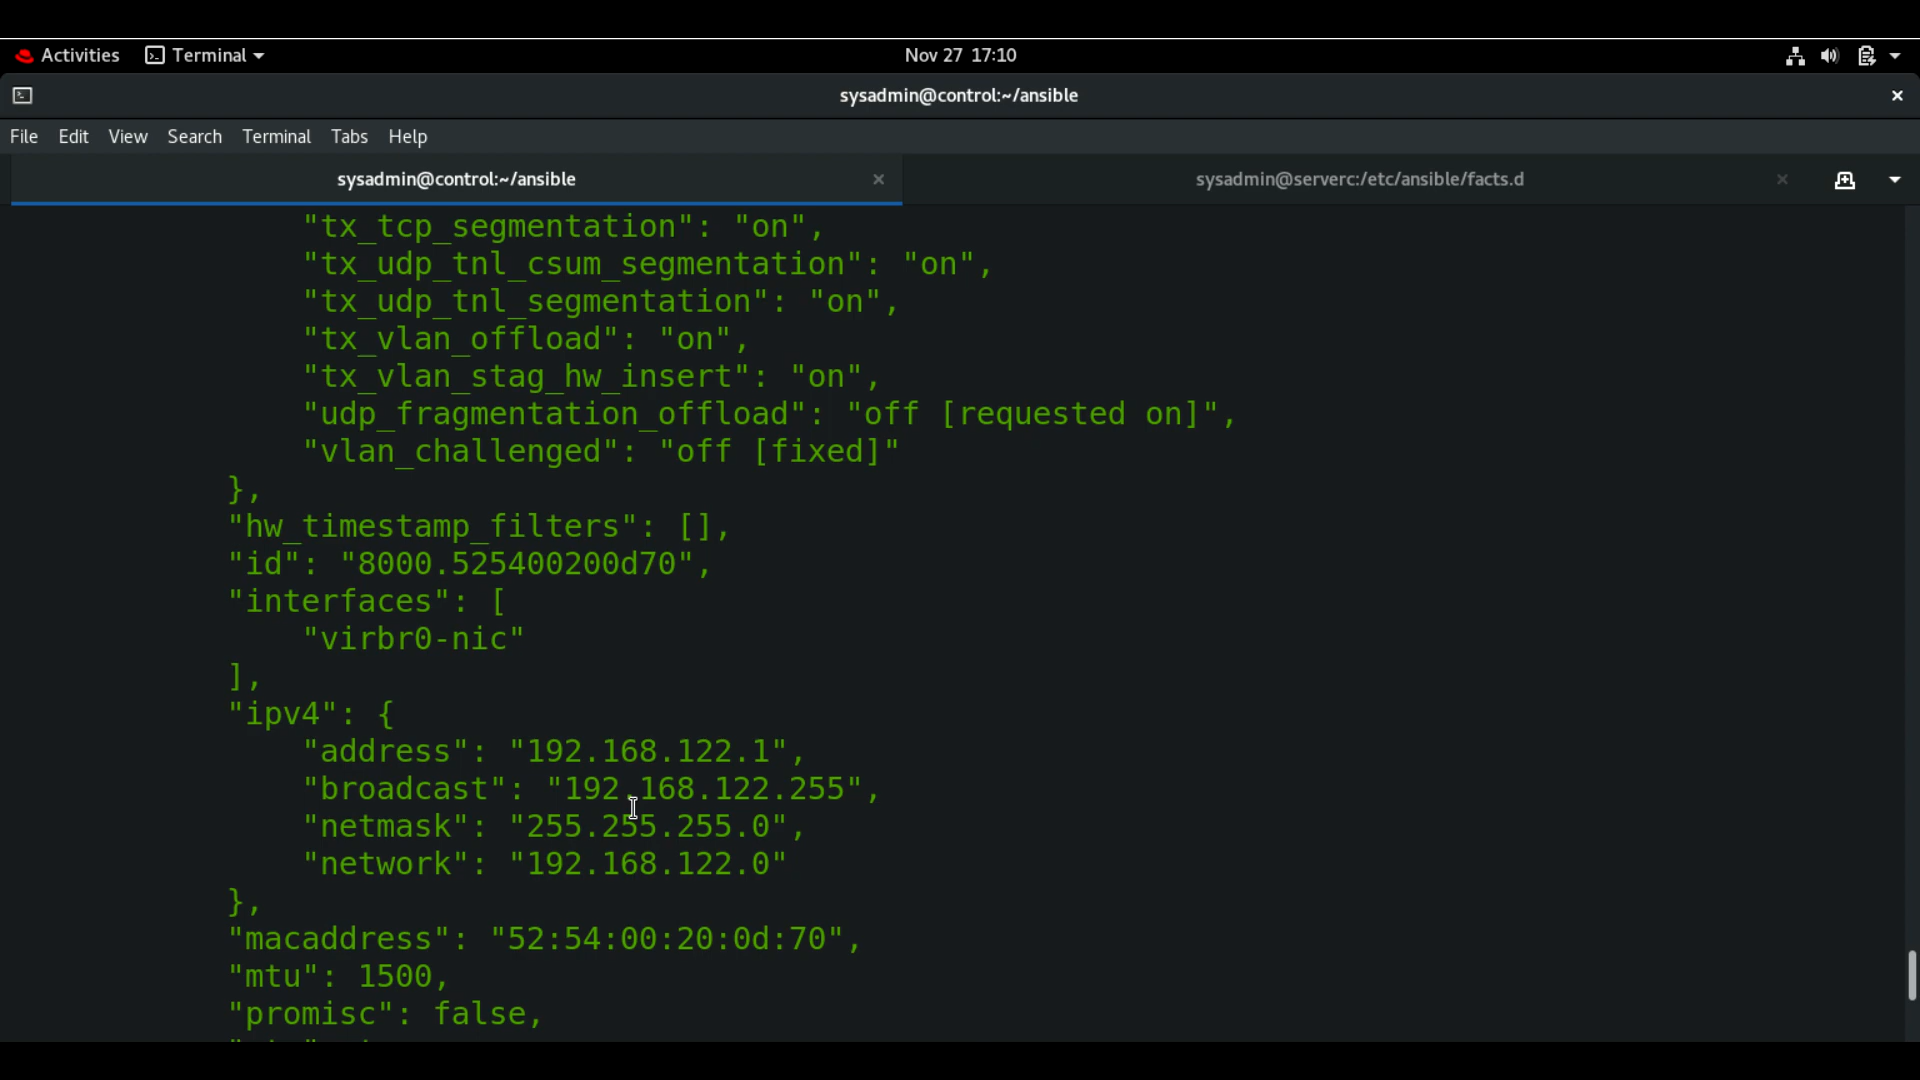 Activities Terminal Nov 27 17:10
sysadmin@control:~/ansible
File Edit View Search Terminal Tabs Help
sysadmin@control:~/ansible sysadmin@serverc:/etc/ansible/facts.d
"tx_tcp_segmentation": "on",
"tx_udp_tnl_csum_segmentation": "on",
"tx_udp_tnl_segmentation": "on",
"tx_vlan_offload": "on",
"tx_vlan_stag_hw_insert": "on",
"udp_fragmentation_offload": "off [requested on]",
"vlan_challenged": "off [fixed]"
},
"hw_timestamp_filters": [],
"id": "8000.525400200d70",
"interfaces": [
"virbr0-nic"
],
"ipv4": {
"address": "192.168.122.1",
"broadcast": "192.168.122.255",
"netmask": "255.255.255.0",
"network": "192.168.122.0"
},
"macaddress": "52:54:00:20:0d:70",
"mtu": 1500,
"promisc": false,